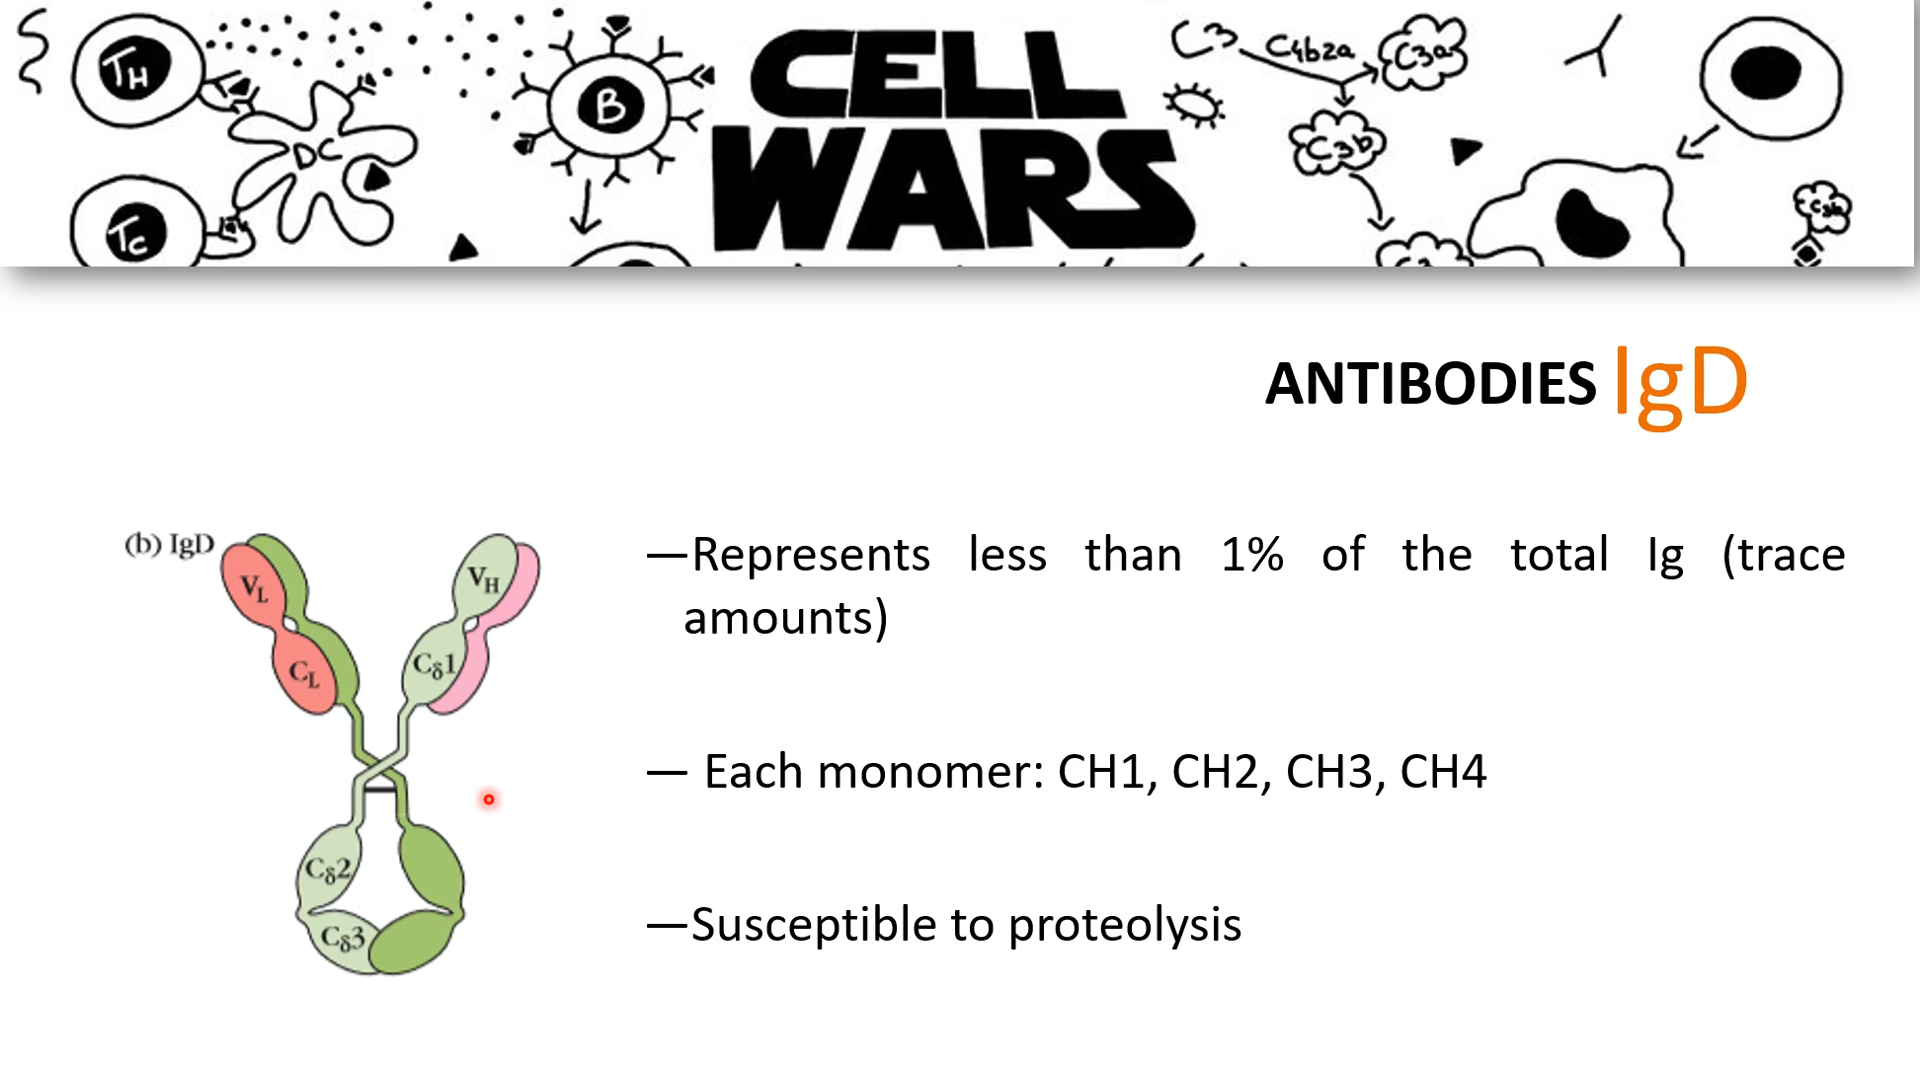 TH
B
DC
Tc
CELL
WARS
C3
C4b2a
C3a
C3b
ANTIBODIES IgD
(b) IgD
VL
VH
CL
Cδ1
Cδ2
Cδ3
—Represents less than 1% of the total Ig (trace
amounts)
— Each monomer: CH1, CH2, CH3, CH4
—Susceptible to proteolysis